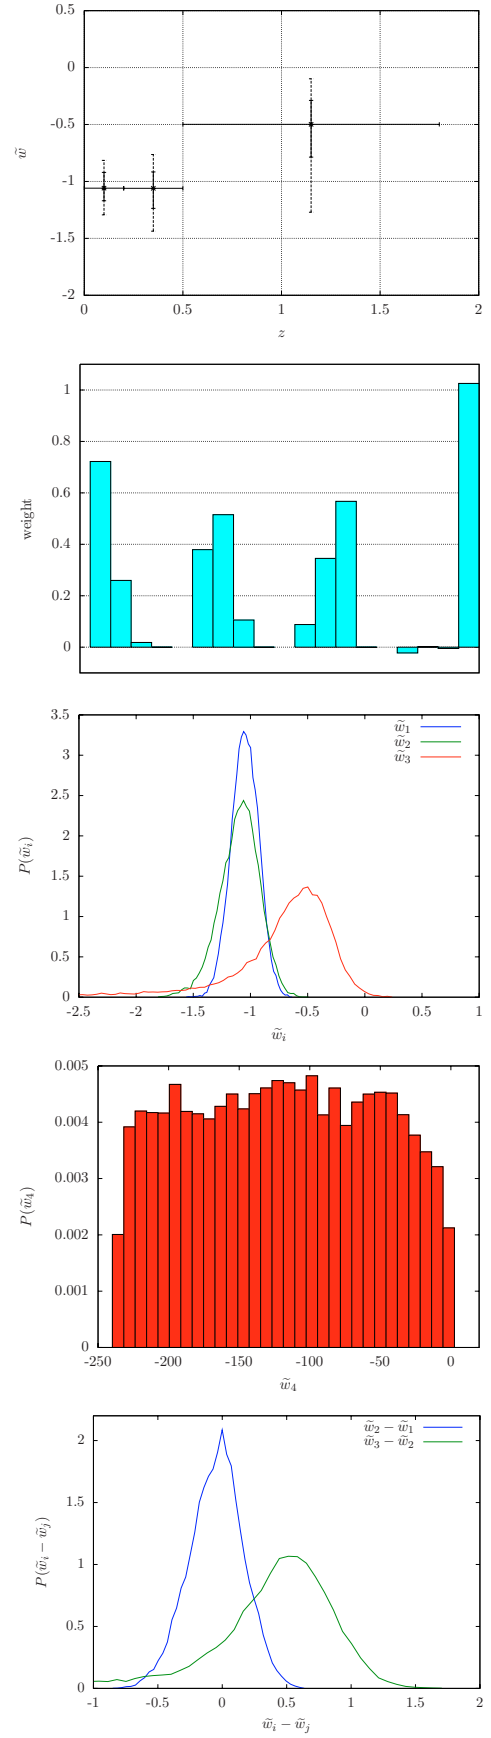 0.5
0
-0.5
-1
-1.5
-2
w̃
0 0.5 1 1.5 2
z
1
0.8
0.6
0.4
0.2
0
weight
3.5
3
2.5
2
1.5
1
0.5
0
P(w̃ᵢ)
w̃₁
w̃₂
w̃₃
-2.5 -2 -1.5 -1 -0.5 0 0.5 1
w̃ᵢ
0.005
0.004
0.003
0.002
0.001
0
P(w̃₄)
-250 -200 -150 -100 -50 0
w̃₄
2
1.5
1
0.5
0
P(w̃ᵢ − w̃ⱼ)
w̃₂ − w̃₁
w̃₃ − w̃₂
-1 -0.5 0 0.5 1 1.5 2
w̃ᵢ − w̃ⱼ